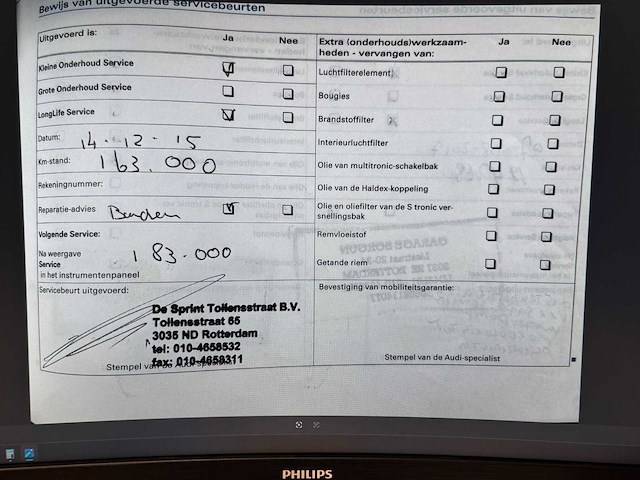 Bewijs van uitgevoerde servicebeurten
Uitgevoerd is: Ja Nee
Kleine Onderhoud Service
Grote Onderhoud Service
LongLife Service
Datum: 14-12-15
Km-stand: 163.000
Rekeningnummer:
Reparatie-advies Banden
Volgende Service:
Na weergave 183.000
Service
in het instrumentenpaneel
Servicebeurt uitgevoerd:
De Sprint Tollensstraat B.V.
Tollensstraat 65
3035 ND Rotterdam
tel: 010-4658532
fax: 010-4658311
Stempel van de Audi-specialist
Extra (onderhouds)werkzaam- Ja Nee
heden - vervangen van:
Luchtfilterelement
Bougies
Brandstoffilter
Interieurluchtfilter
Olie van multitronic-schakelbak
Olie van de Haldex-koppeling
Olie en oliefilter van de S tronic ver-
snellingsbak
Remvloeistof
Getande riem
Bevestiging van mobiliteitsgarantie:
Stempel van de Audi-specialist
PHILIPS